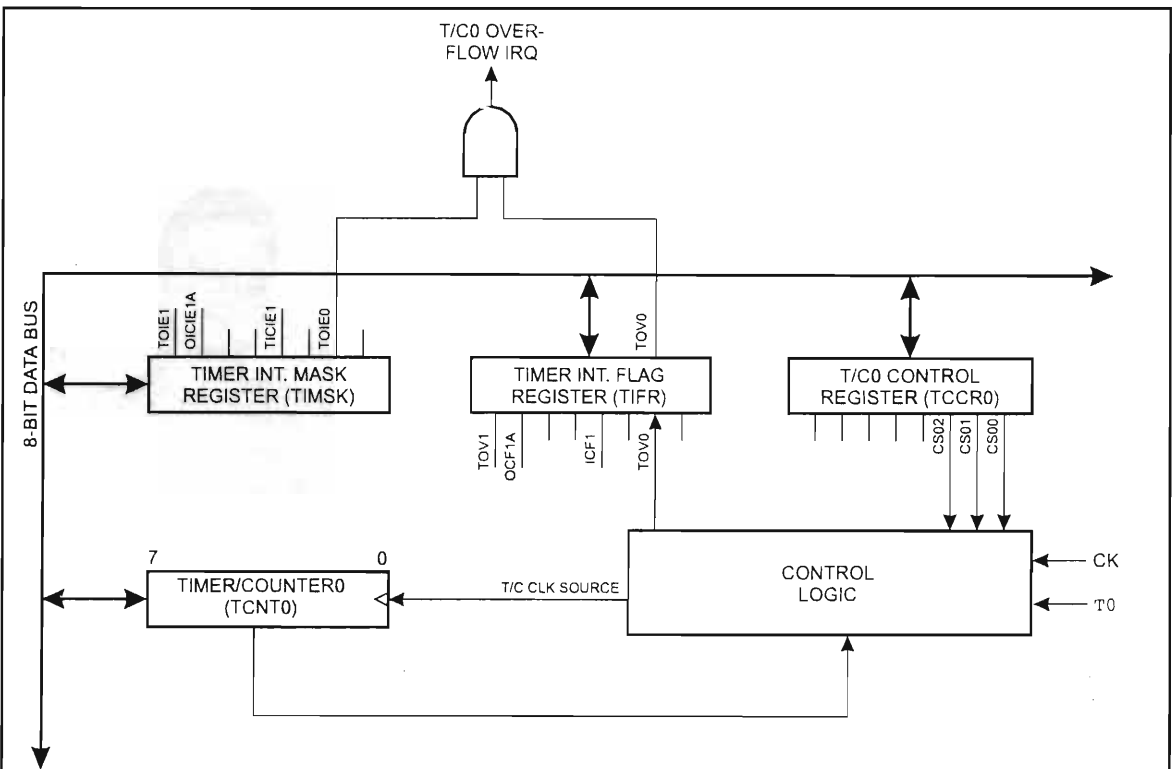 T/C0 OVER-
FLOW IRQ
8-BIT DATA BUS
TOIE1
OICIE1A
TICIE1
TOIE0
TOV0
TIMER INT. MASK
REGISTER (TIMSK)
TIMER INT. FLAG
REGISTER (TIFR)
T/C0 CONTROL
REGISTER (TCCR0)
TOV1
OCF1A
ICF1
TOV0
CS02
CS01
CS00
7
0
TIMER/COUNTER0
(TCNT0)
T/C CLK SOURCE
CONTROL
LOGIC
CK
T0